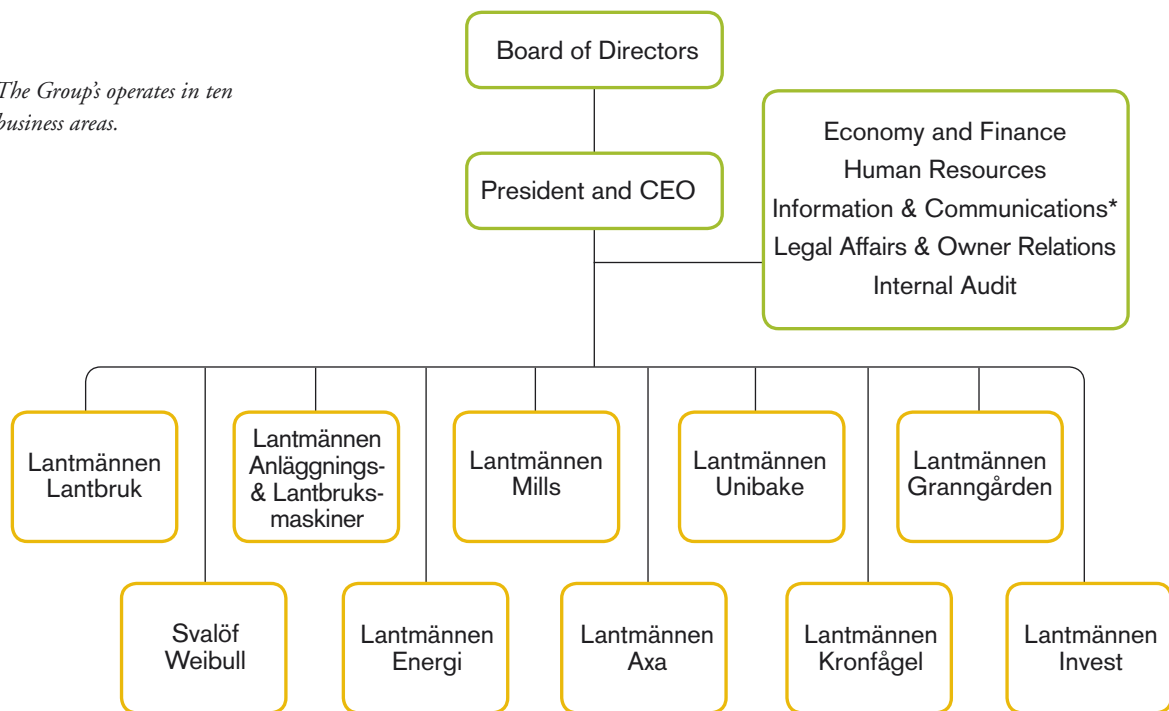 Board of Directors
The Group's operates in ten
business areas.
Economy and Finance
Human Resources
Information & Communications*
Legal Affairs & Owner Relations
Internal Audit
President and CEO
Lantmännen
Lantbruk
Lantmännen
Anläggnings-
& Lantbruks-
maskiner
Lantmännen
Mills
Lantmännen
Unibake
Lantmännen
Granngården
Svalöf
Weibull
Lantmännen
Energi
Lantmännen
Axa
Lantmännen
Kronfågel
Lantmännen
Invest